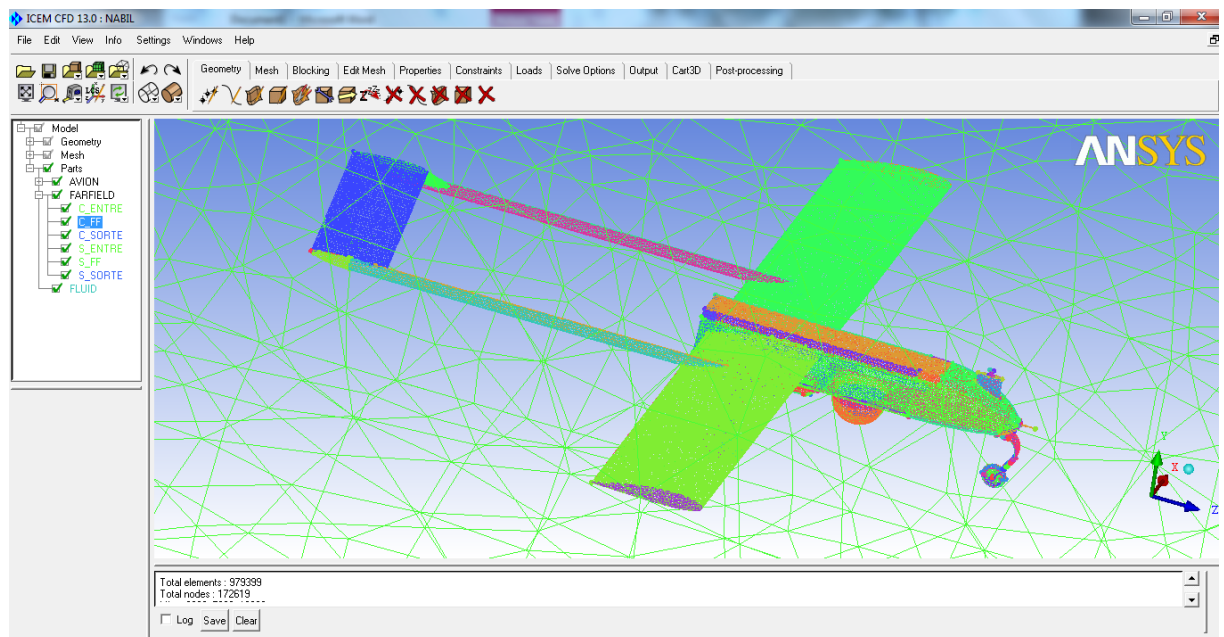 ICEM CFD 13.0 : NABIL
File Edit View Info Settings Windows Help
Geometry Mesh Blocking Edit Mesh Properties Constraints Loads Solve Options Output Cart3D Post-processing
LCS
Model
Geometry
Mesh
Parts
AVION
FARFIELD
C_ENTRE
C_FF
C_SORTE
S_ENTRE
S_FF
S_SORTE
FLUID
ANSYS
Y
X
Z
Total elements : 979399
Total nodes : 172619
Log Save Clear